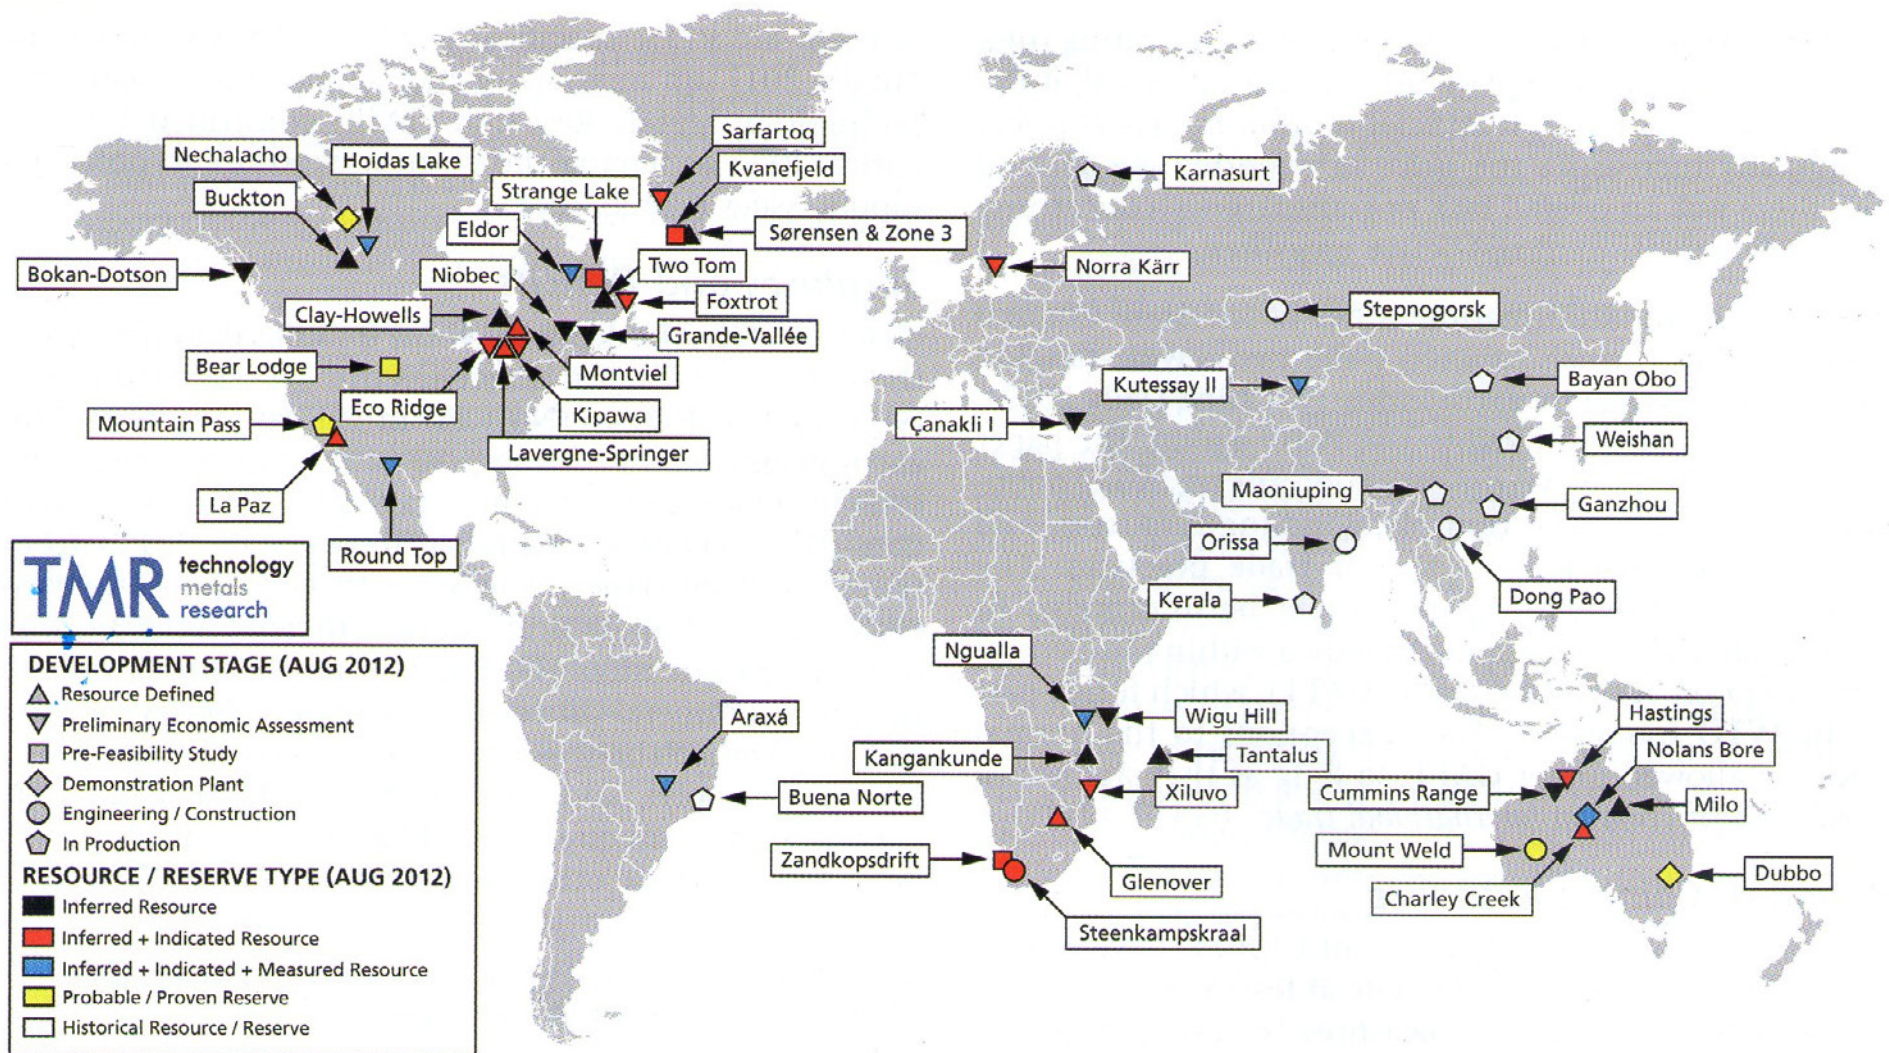 Sarfartoq
Nechalacho
Hoidas Lake
Kvanefjeld
Karnasurt
Buckton
Strange Lake
Eldor
Sørensen & Zone 3
Bokan-Dotson
Niobec
Two Tom
Norra Kärr
Clay-Howells
Foxtrot
Stepnogorsk
Grande-Vallée
Bear Lodge
Montviel
Kutessay II
Bayan Obo
Eco Ridge
Kipawa
Mountain Pass
Çanakli I
Weishan
Lavergne-Springer
La Paz
Maoniuping
Ganzhou
Round Top
Orissa
Dong Pao
Kerala
TMR technology
metals
research
Ngualla
DEVELOPMENT STAGE (AUG 2012)
Resource Defined
Preliminary Economic Assessment
Pre-Feasibility Study
Demonstration Plant
Engineering / Construction
In Production
RESOURCE / RESERVE TYPE (AUG 2012)
Inferred Resource
Inferred + Indicated Resource
Inferred + Indicated + Measured Resource
Probable / Proven Reserve
Historical Resource / Reserve
Araxá
Wigu Hill
Hastings
Kangankunde
Tantalus
Nolans Bore
Buena Norte
Xiluvo
Cummins Range
Milo
Zandkopsdrift
Glenover
Mount Weld
Dubbo
Charley Creek
Steenkampskraal